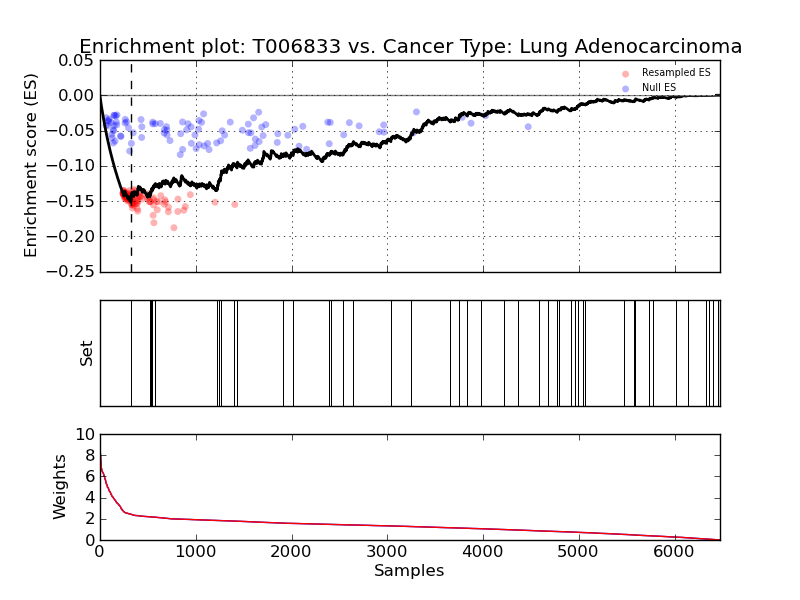 Enrichment plot: T006833 vs. Cancer Type: Lung Adenocarcinoma
0.05
0.00
−0.05
−0.10
−0.15
−0.20
−0.25
Enrichment score (ES)
Resampled ES
Null ES
Set
10
8
6
4
2
0
Weights
0 1000 2000 3000 4000 5000 6000
Samples